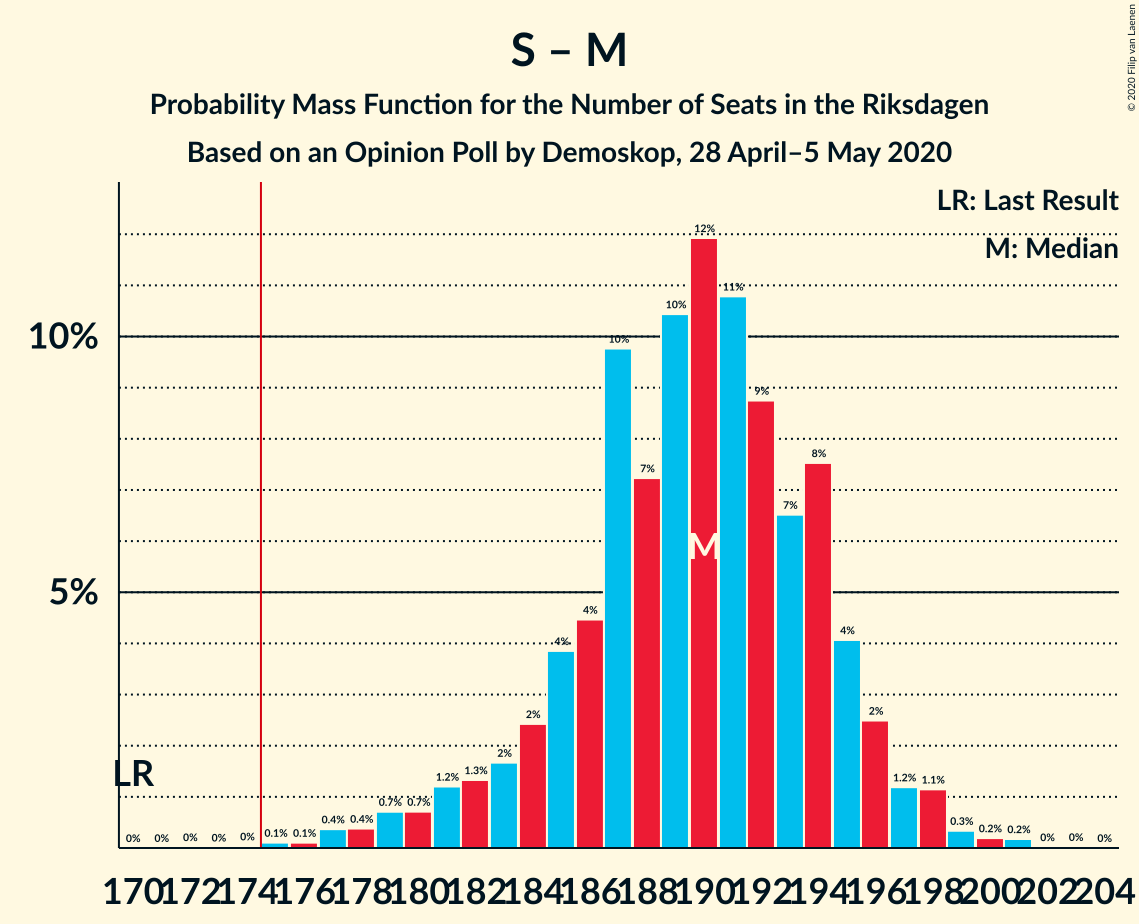 S – M
Probability Mass Function for the Number of Seats in the Riksdagen
Based on an Opinion Poll by Demoskop, 28 April–5 May 2020
© 2020 Filip van Laenen
LR: Last Result
M: Median
10%
5%
LR
M
0% 0% 0% 0% 0% 0.1% 0.1% 0.4% 0.4% 0.7% 0.7% 1.2% 1.3% 2% 2% 4% 4% 10% 7% 10% 12% 11% 9% 7% 8% 4% 2% 1.2% 1.1% 0.3% 0.2% 0.2% 0% 0% 0%
170 172 174 176 178 180 182 184 186 188 190 192 194 196 198 200 202 204